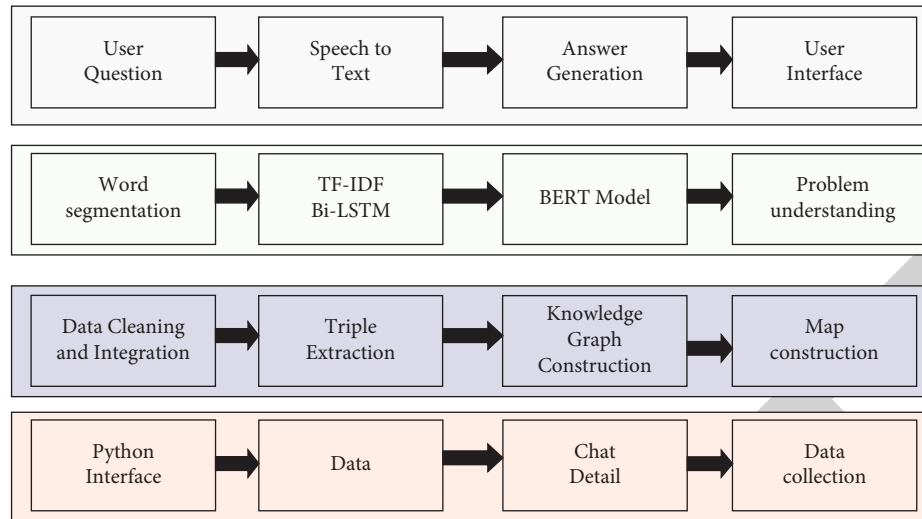 User
Question
Speech to
Text
Answer
Generation
User
Interface
Word
segmentation
TF-IDF
Bi-LSTM
BERT Model
Problem
understanding
Data Cleaning
and Integration
Triple
Extraction
Knowledge
Graph
Construction
Map
construction
Python
Interface
Data
Chat
Detail
Data
collection